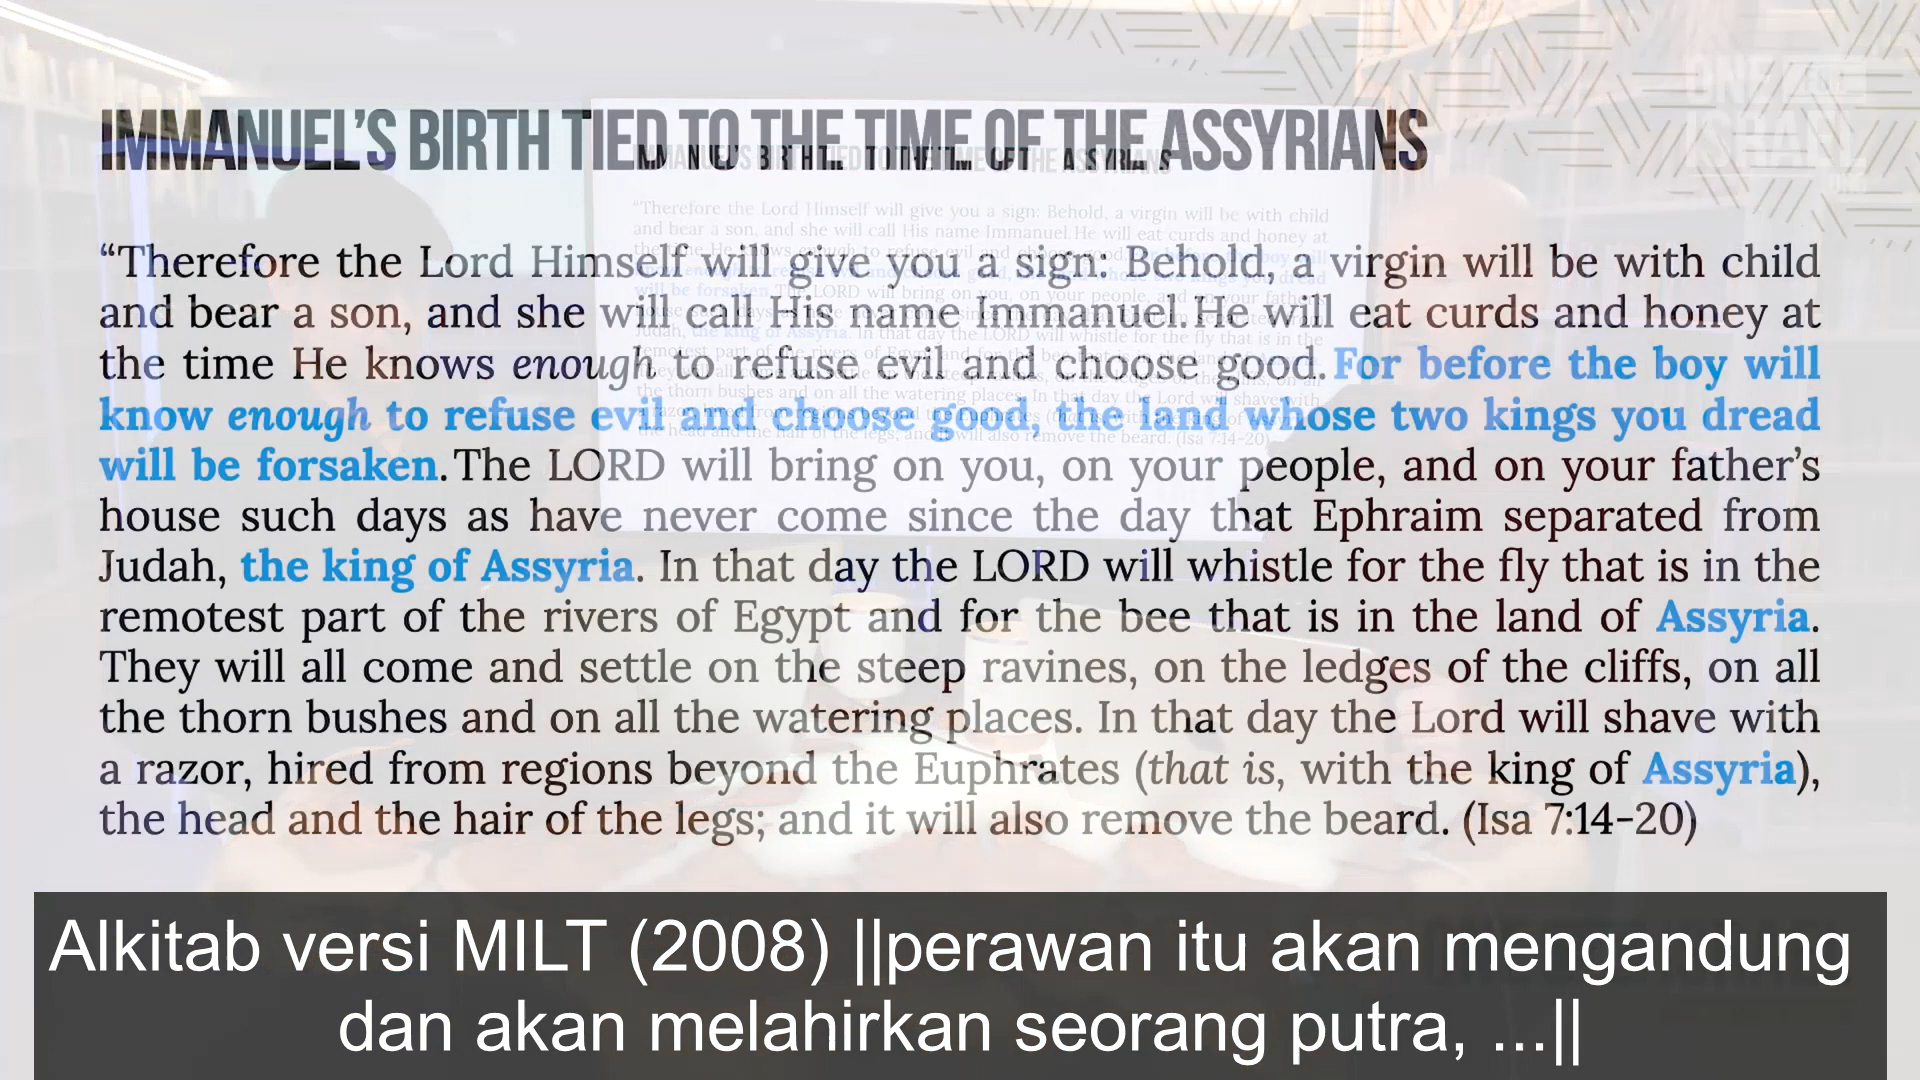 IMMANUEL'S BIRTH TIED TO THE TIME OF THE ASSYRIANS
“Therefore the Lord Himself will give you a sign: Behold, a virgin will be with child
and bear a son, and she will call His name Immanuel. He will eat curds and honey at
the time He knows enough to refuse evil and choose good. For before the boy will
know enough to refuse evil and choose good, the land whose two kings you dread
will be forsaken. The LORD will bring on you, on your people, and on your father’s
house such days as have never come since the day that Ephraim separated from
Judah, the king of Assyria. In that day the LORD will whistle for the fly that is in the
remotest part of the rivers of Egypt and for the bee that is in the land of Assyria.
They will all come and settle on the steep ravines, on the ledges of the cliffs, on all
the thorn bushes and on all the watering places. In that day the Lord will shave with
a razor, hired from regions beyond the Euphrates (that is, with the king of Assyria),
the head and the hair of the legs; and it will also remove the beard. (Isa 7:14-20)
Alkitab versi MILT (2008) ||perawan itu akan mengandung
dan akan melahirkan seorang putra, ...||